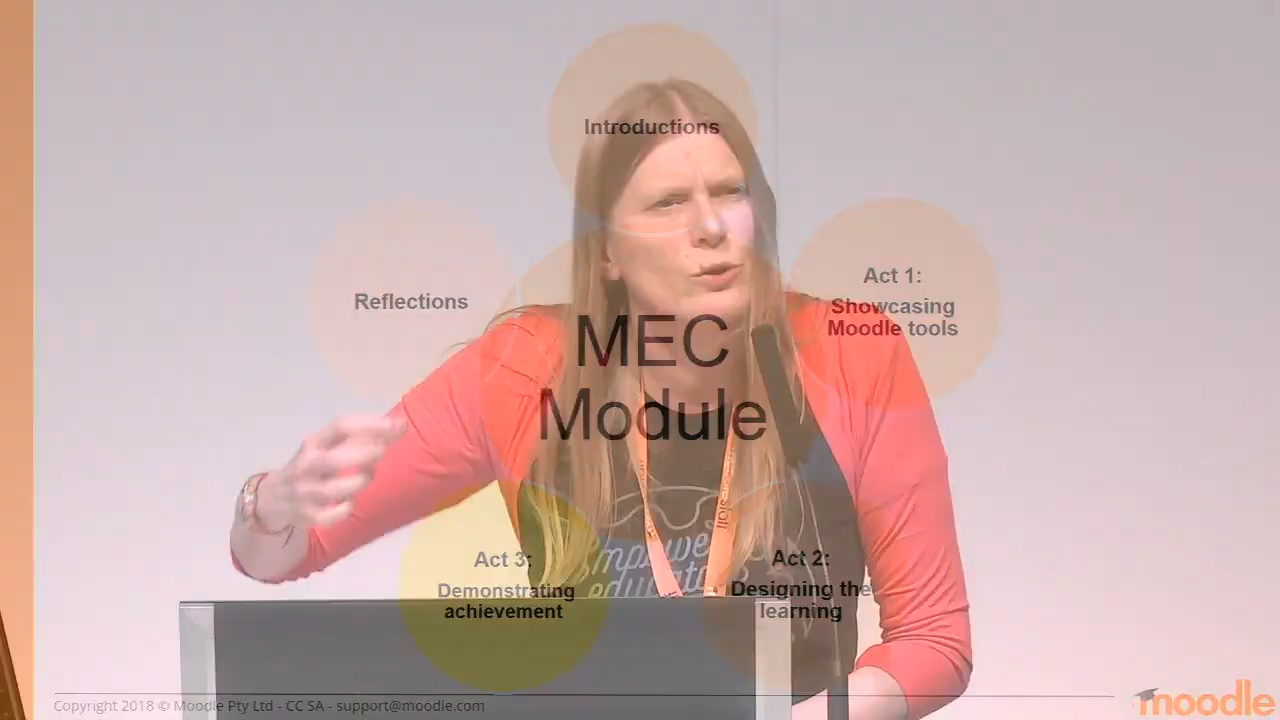 Introductions
Act 1:
Showcasing
Moodle tools
Reflections
MEC
Module
Act 3:
Demonstrating
achievement
Act 2:
Designing the
learning
Copyright 2018 © Moodle Pty Ltd - CC SA - support@moodle.com
moodle